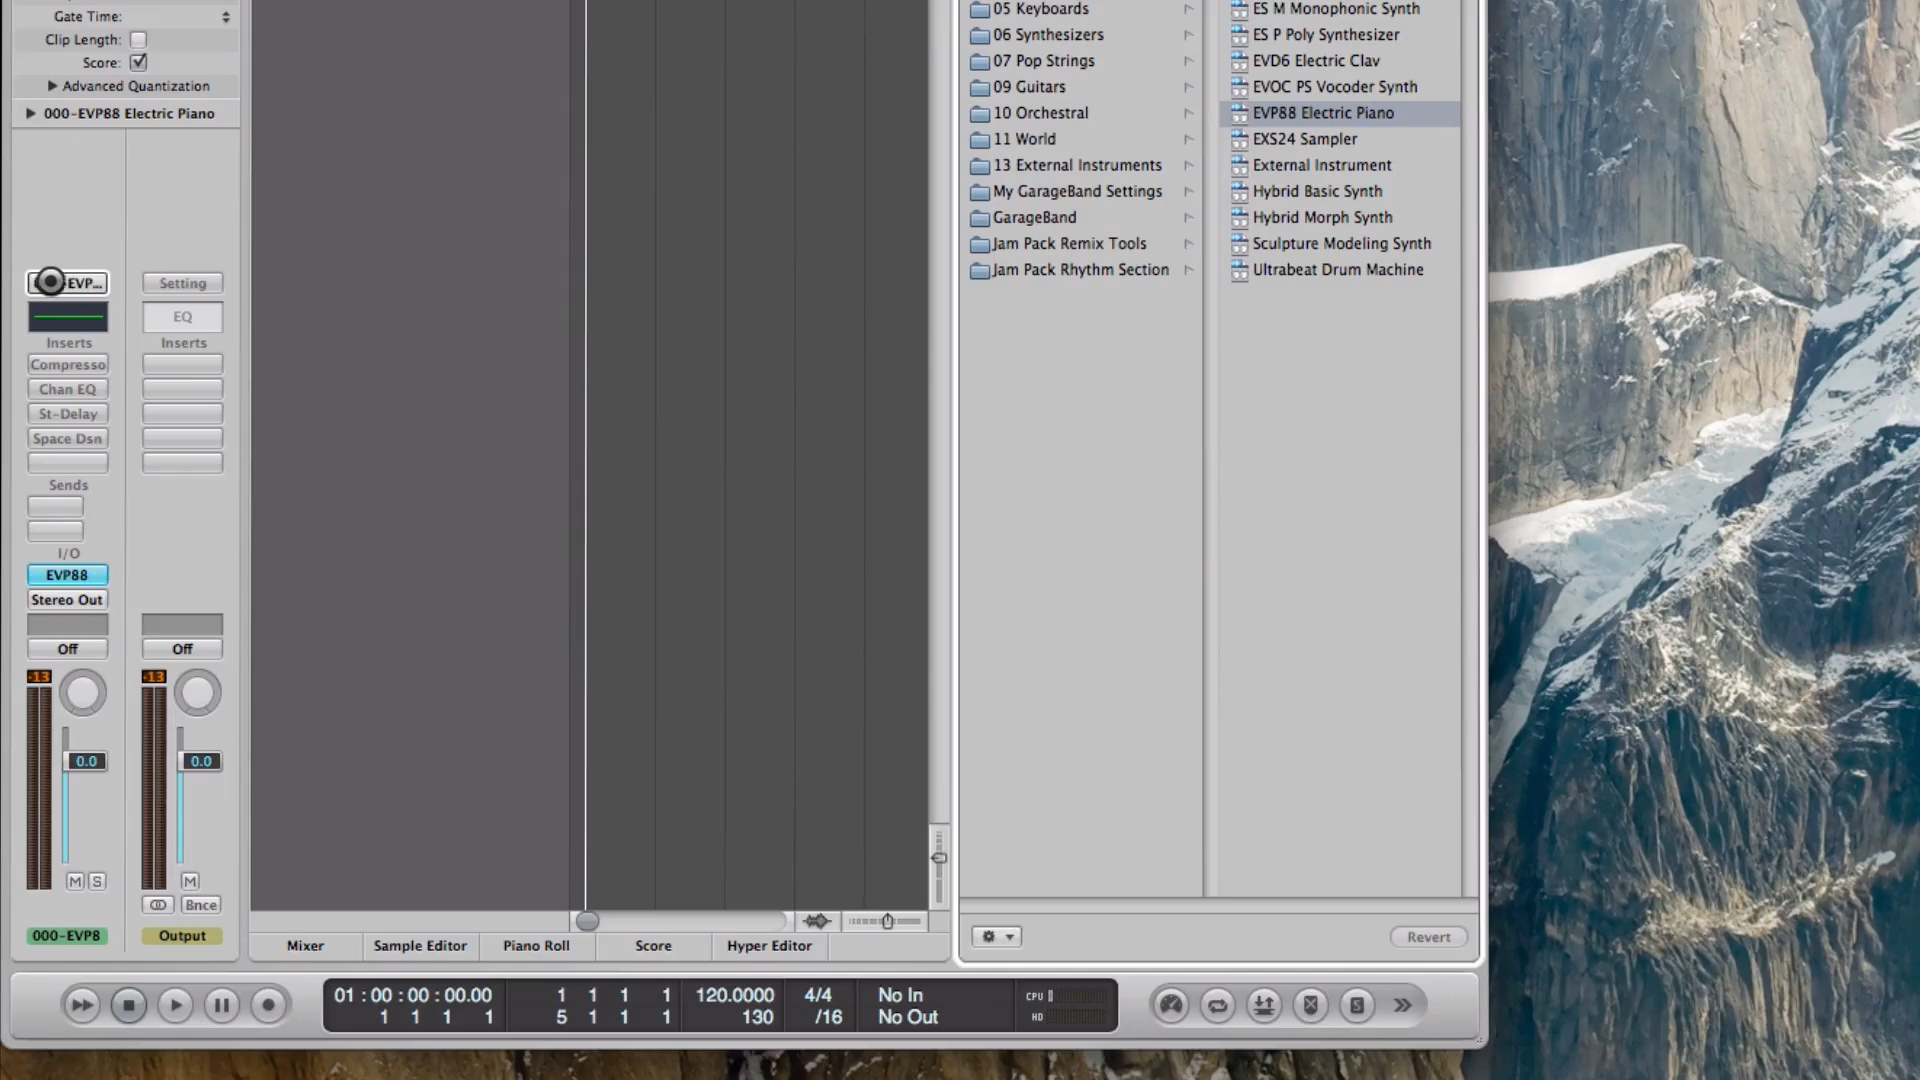 Gate Time:
Clip Length:
Score:
Advanced Quantization
000-EVP88 Electric Piano
EVP...
Setting
EQ
Inserts
Inserts
Compresso
Chan EQ
St-Delay
Space Dsn
Sends
I/O
EVP88
Stereo Out
Off
Off
-13
-13
0.0
0.0
M S
M
Bnce
000-EVP8
Output
05 Keyboards
06 Synthesizers
07 Pop Strings
09 Guitars
10 Orchestral
11 World
13 External Instruments
My GarageBand Settings
GarageBand
Jam Pack Remix Tools
Jam Pack Rhythm Section
ES M Monophonic Synth
ES P Poly Synthesizer
EVD6 Electric Clav
EVOC PS Vocoder Synth
EVP88 Electric Piano
EXS24 Sampler
External Instrument
Hybrid Basic Synth
Hybrid Morph Synth
Sculpture Modeling Synth
Ultrabeat Drum Machine
Revert
Mixer
Sample Editor
Piano Roll
Score
Hyper Editor
01 : 00 : 00 : 00.00
1 1 1 1
1 1 1 1
5 1 1 1
120.0000
130
4/4
/16
No In
No Out
CPU
HD
S